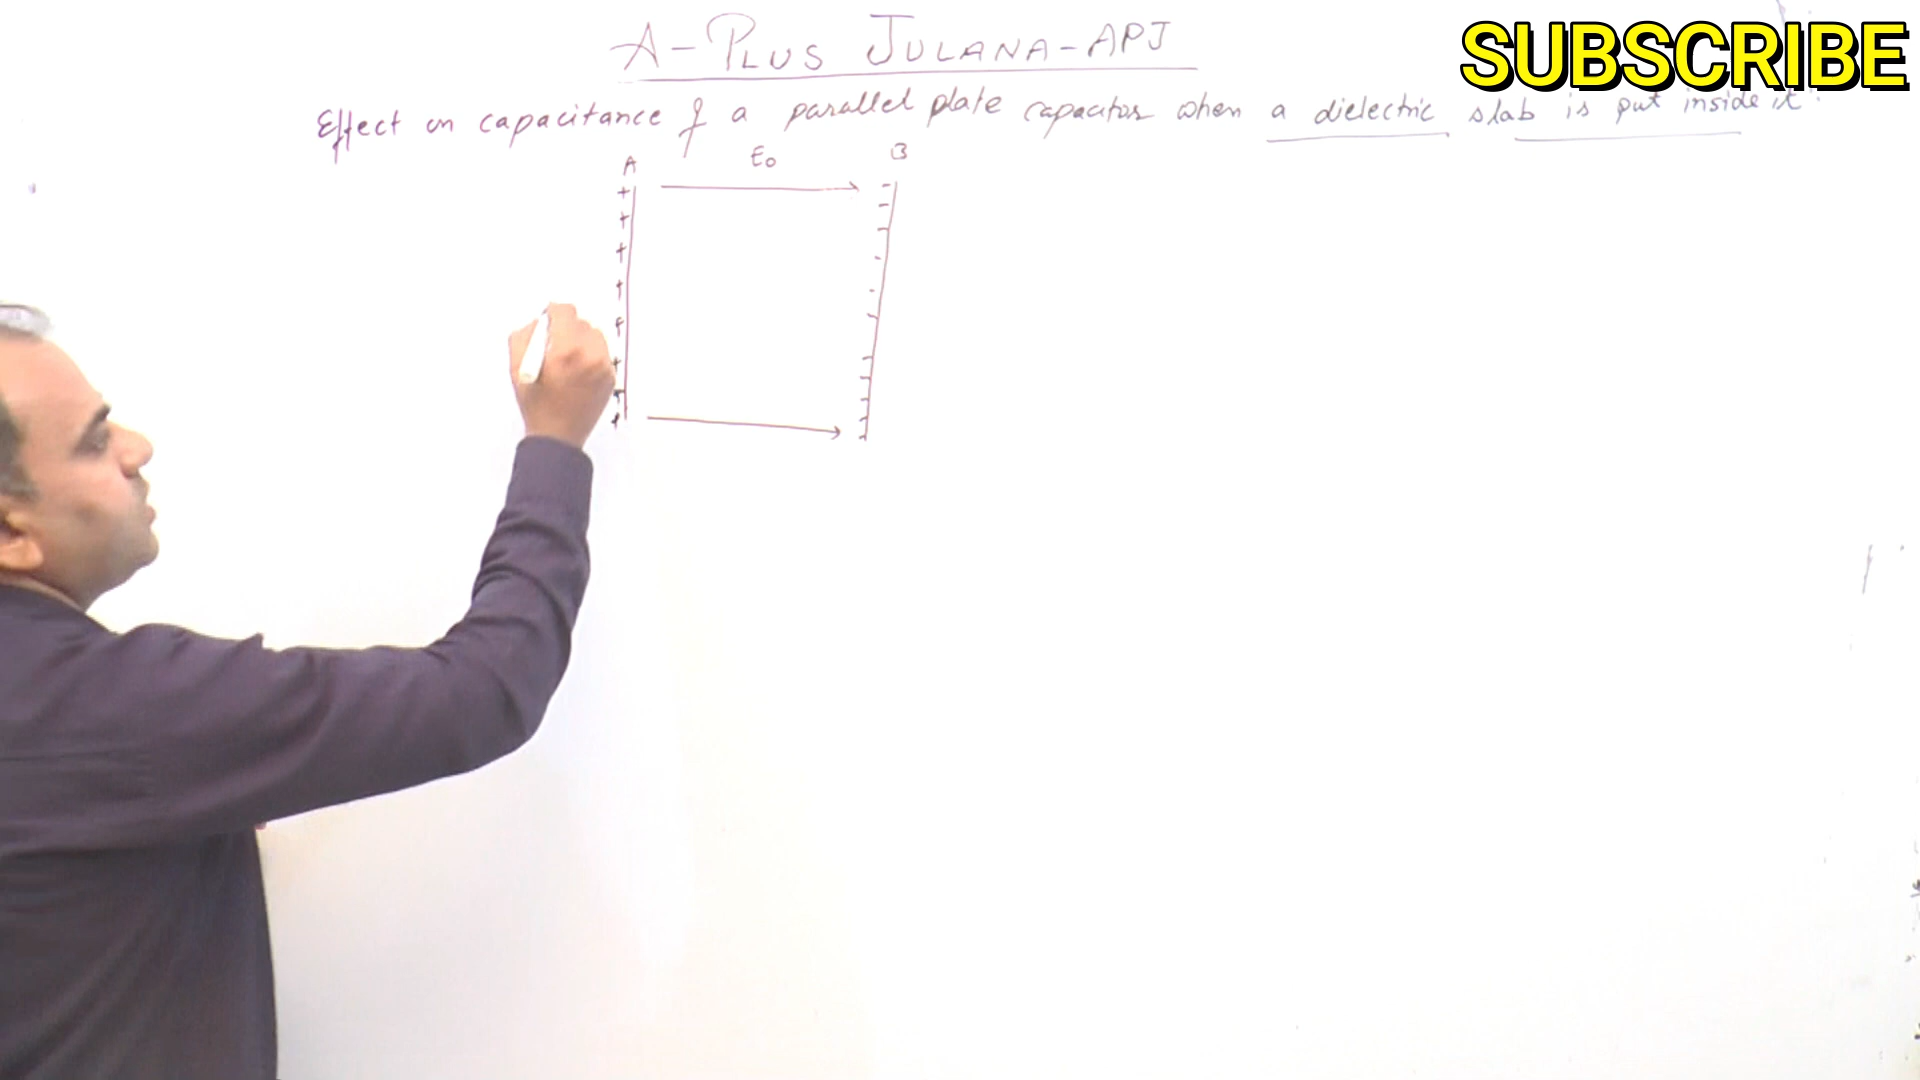 A-PLUS JULANA-APJ
SUBSCRIBE
Effect on capacitance of a parallel plate capacitor when a dielectric slab is put inside it.
A E₀ B
+ -
+ -
+ -
+ -
+ -
+ -
+ -
+ -